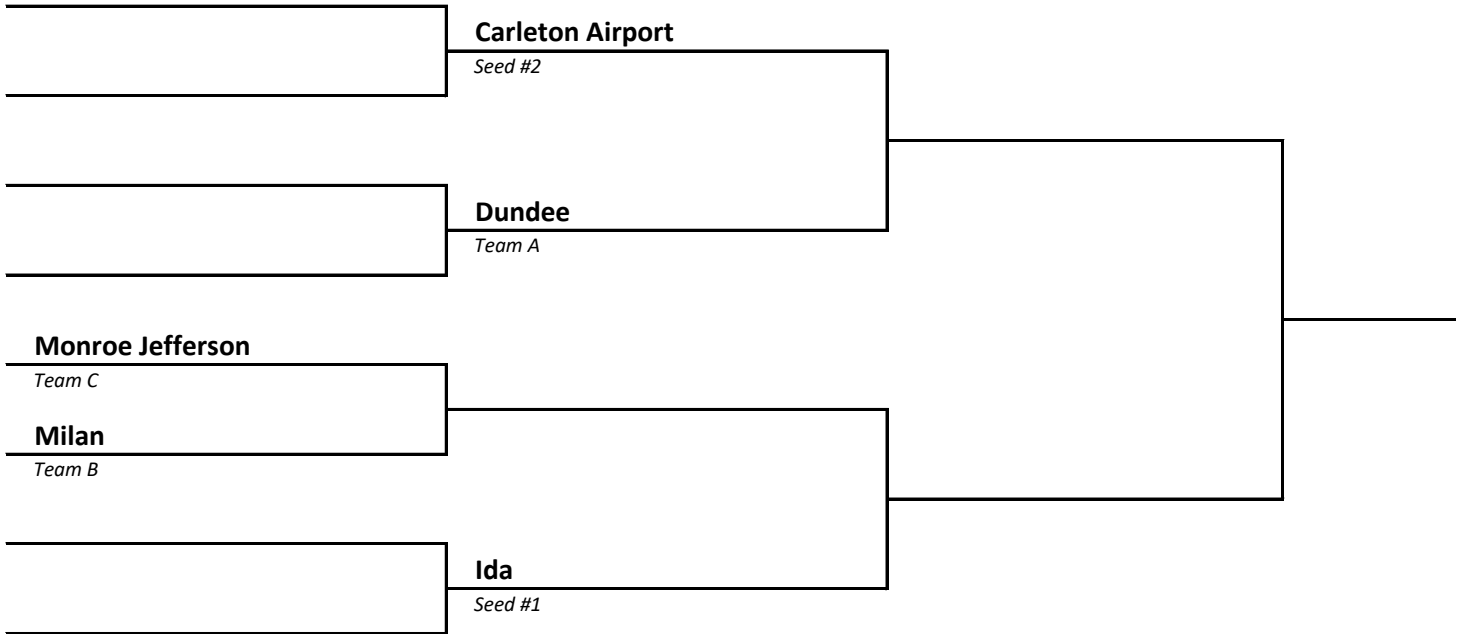 Carleton Airport
Seed #2
Dundee
Team A
Monroe Jefferson
Team C
Milan
Team B
Ida
Seed #1